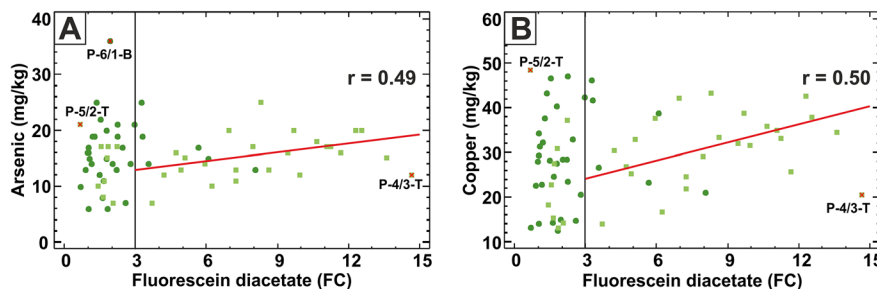 A
P-6/1-B
P-5/2-T
r = 0.49
P-4/3-T
Arsenic (mg/kg)
40
30
20
10
0
0 3 6 9 12 15
Fluorescein diacetate (FC)
B
P-5/2-T
r = 0.50
P-4/3-T
Copper (mg/kg)
60
50
40
30
20
10
0 3 6 9 12 15
Fluorescein diacetate (FC)